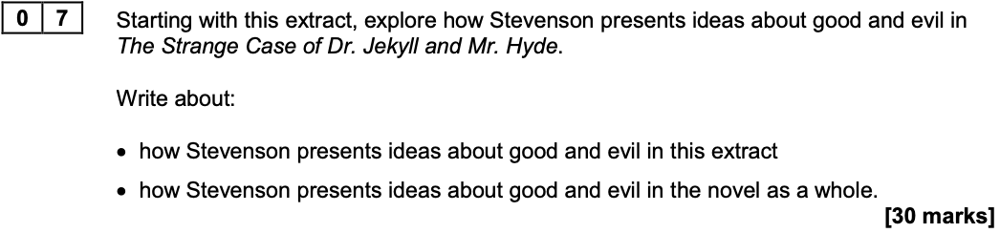 0 7 Starting with this extract, explore how Stevenson presents ideas about good and evil in
The Strange Case of Dr. Jekyll and Mr. Hyde.
Write about:
• how Stevenson presents ideas about good and evil in this extract
• how Stevenson presents ideas about good and evil in the novel as a whole.
[30 marks]